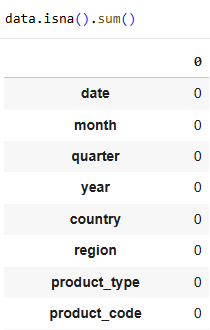 data.isna().sum()
0
date 0
month 0
quarter 0
year 0
country 0
region 0
product_type 0
product_code 0